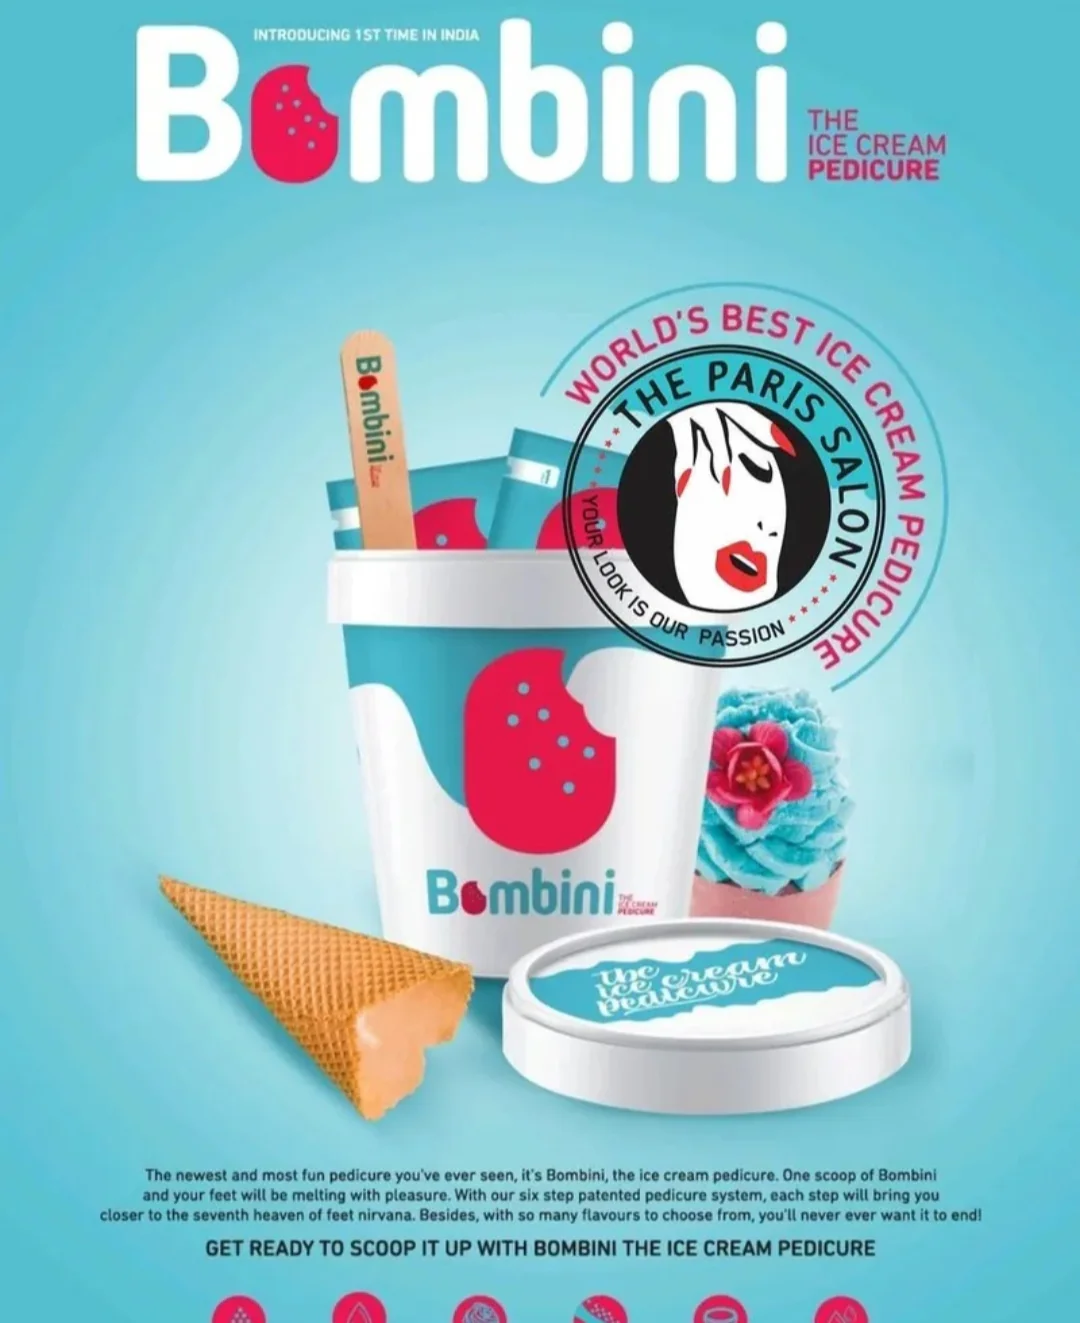 INTRODUCING 1ST TIME IN INDIA
Bombini
THE
ICE CREAM
PEDICURE
WORLD'S BEST ICE CREAM PEDICURE
THE PARIS SALON
YOUR LOOK IS OUR PASSION
Bombini
1
Bombini
THE
ICE CREAM
PEDICURE
the
ice cream
pedicure
The newest and most fun pedicure you've ever seen, it's Bombini, the ice cream pedicure. One scoop of Bombini
and your feet will be melting with pleasure. With our six step patented pedicure system, each step will bring you
closer to the seventh heaven of feet nirvana. Besides, with so many flavours to choose from, you'll never ever want it to end!
GET READY TO SCOOP IT UP WITH BOMBINI THE ICE CREAM PEDICURE